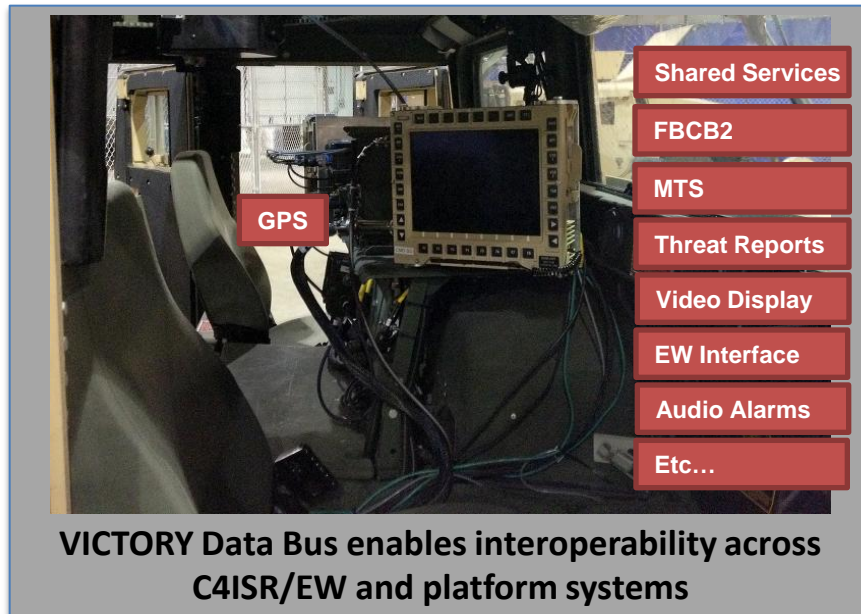 Shared Services
FBCB2
MTS
GPS
Threat Reports
Video Display
EW Interface
Audio Alarms
Etc…
VICTORY Data Bus enables interoperability across
C4ISR/EW and platform systems